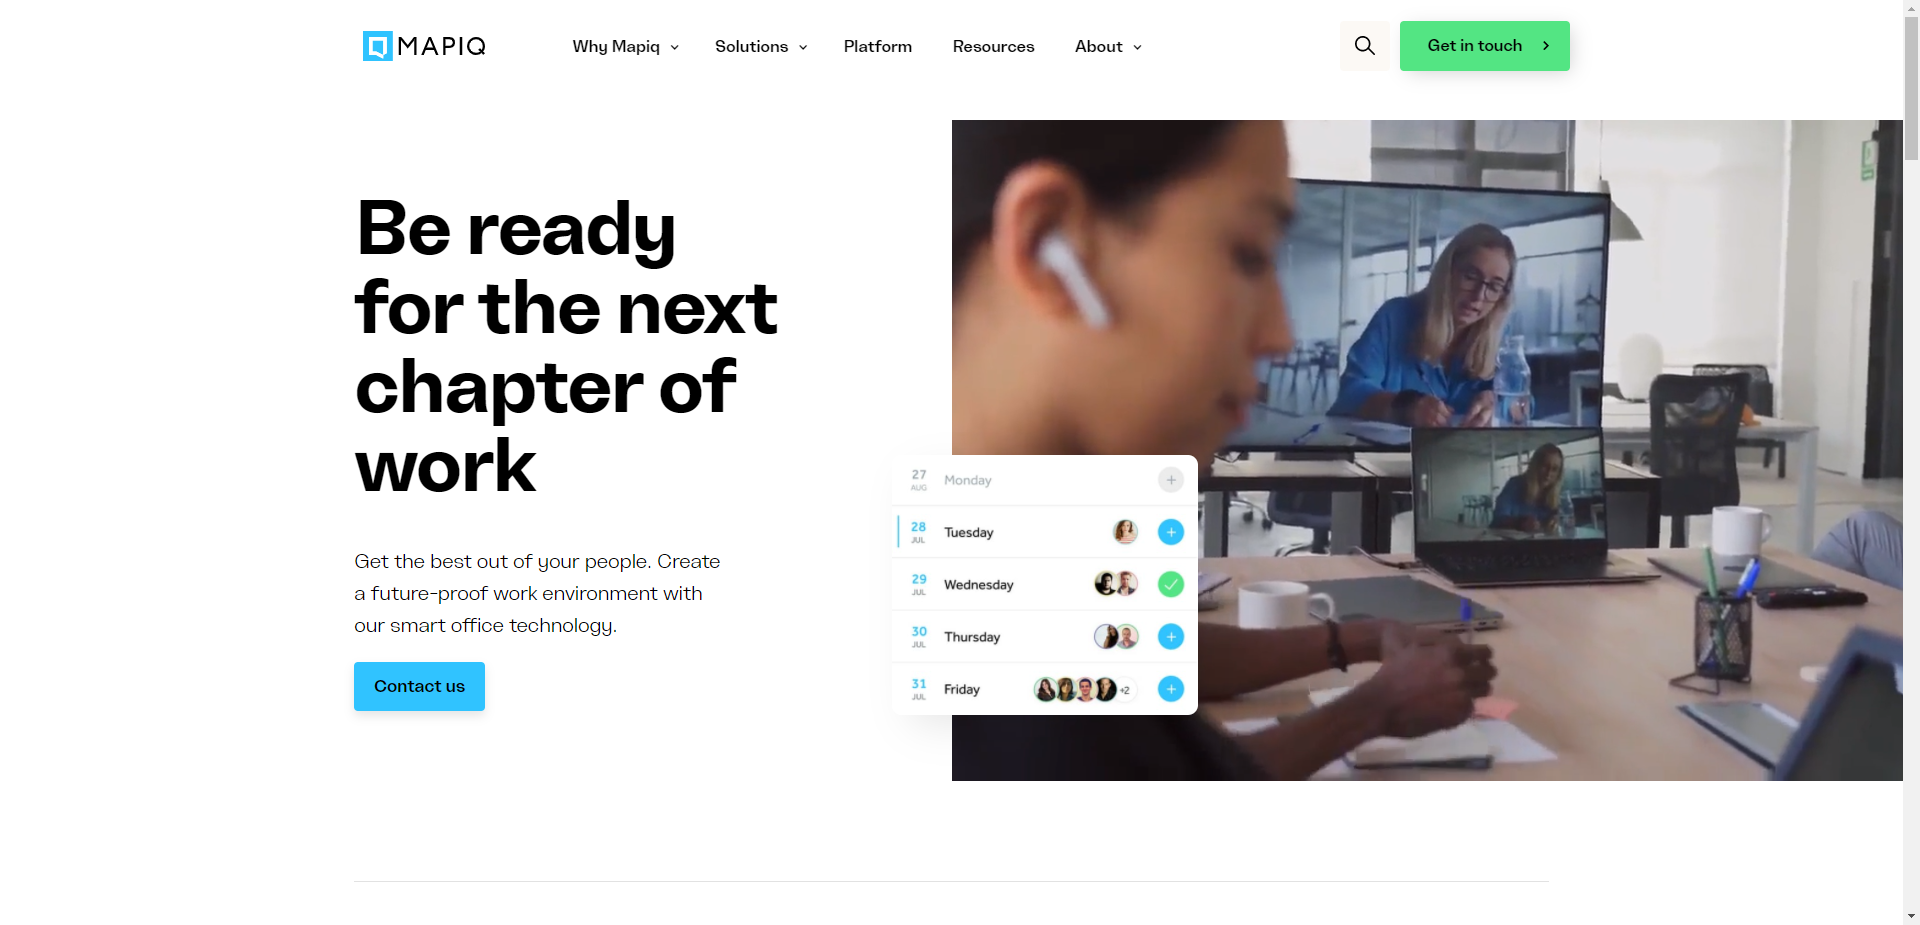 MAPIQ
Why Mapiq
Solutions
Platform
Resources
About
Get in touch
Be ready
for the next
chapter of
work
Get the best out of your people. Create
a future-proof work environment with
our smart office technology.
Contact us
27
AUG
Monday
28
JUL
Tuesday
29
JUL
Wednesday
30
JUL
Thursday
31
JUL
Friday
+2